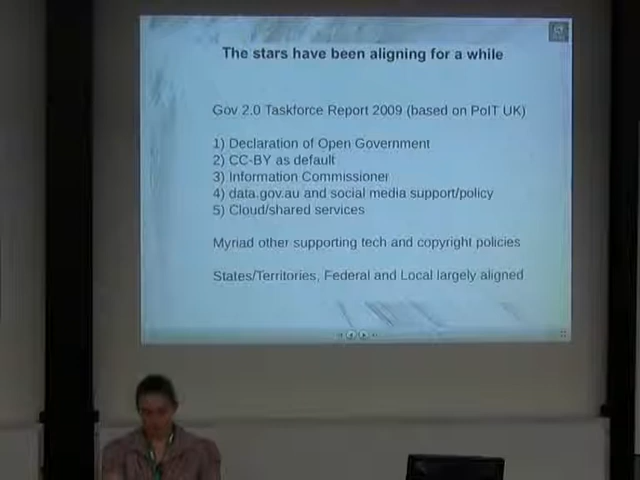 The stars have been aligning for a while
Gov 2.0 Taskforce Report 2009 (based on PoIT UK)
1) Declaration of Open Government
2) CC-BY as default
3) Information Commissioner
4) data.gov.au and social media support/policy
5) Cloud/shared services
Myriad other supporting tech and copyright policies
States/Territories, Federal and Local largely aligned